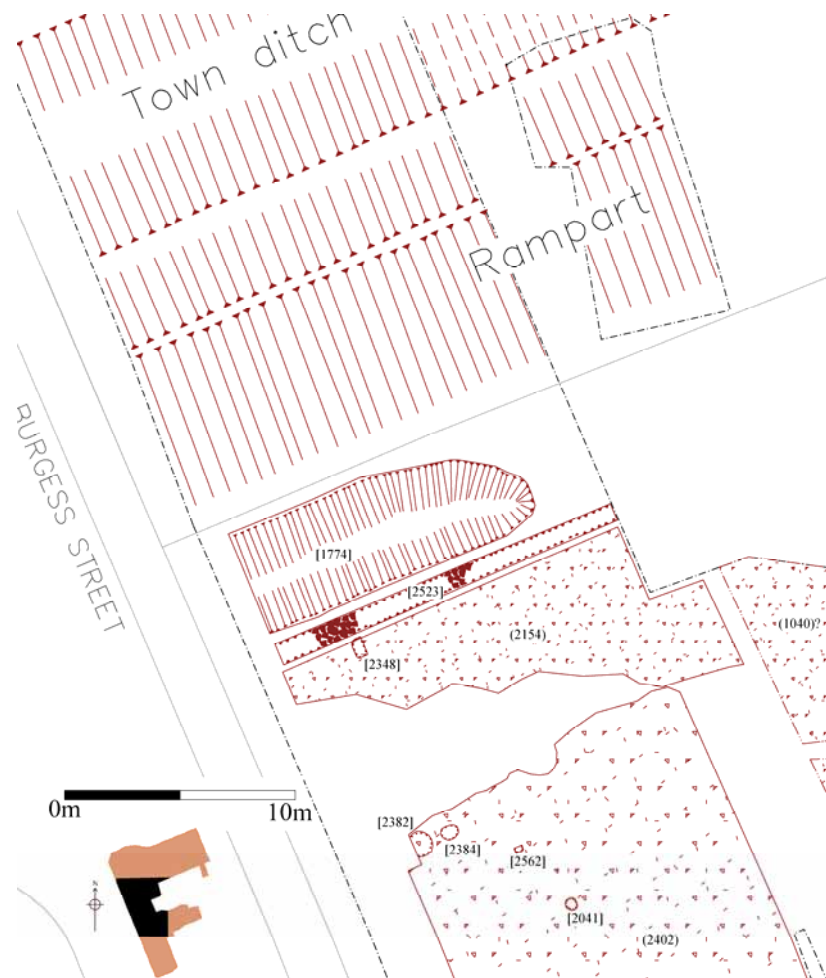 Town ditch
Rampart
BURGESS STREET
[1774]
[2523]
(2154)
(1040)?
[2348]
0m
10m
[2382]
[2384]
[2562]
[2041]
(2402)
N